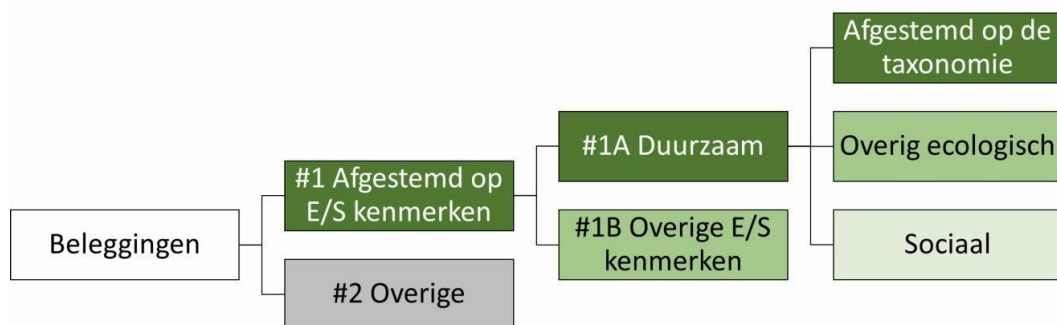 Beleggingen
#1 Afgestemd op
E/S kenmerken
#2 Overige
#1A Duurzaam
#1B Overige E/S
kenmerken
Afgestemd op de
taxonomie
Overig ecologisch
Sociaal